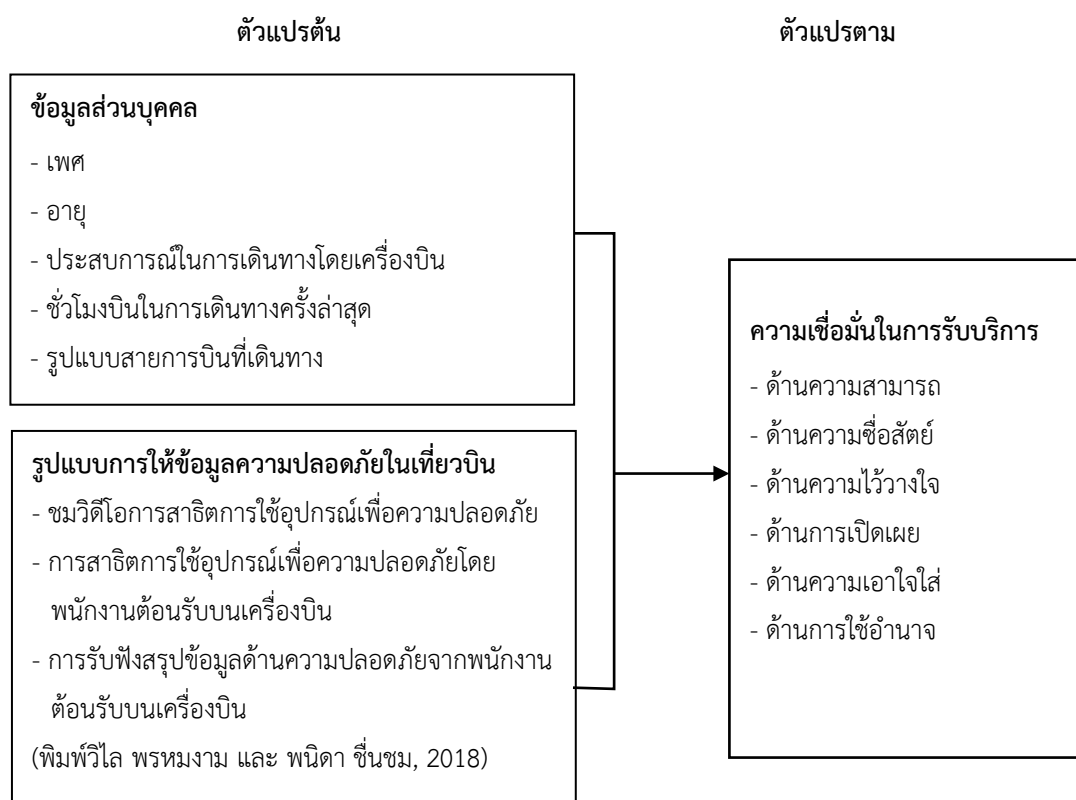 ตัวแปรต้น
ตัวแปรตาม
ข้อมูลส่วนบุคคล
- เพศ
- อายุ
- ประสบการณ์ในการเดินทางโดยเครื่องบิน
- ชั่วโมงบินในการเดินทางครั้งล่าสุด
- รูปแบบสายการบินที่เดินทาง
รูปแบบการให้ข้อมูลความปลอดภัยในเที่ยวบิน
- ชมวิดีโอการสาธิตการใช้อุปกรณ์เพื่อความปลอดภัย
- การสาธิตการใช้อุปกรณ์เพื่อความปลอดภัยโดย
พนักงานต้อนรับบนเครื่องบิน
- การรับฟังสรุปข้อมูลด้านความปลอดภัยจากพนักงาน
ต้อนรับบนเครื่องบิน
(พิมพ์วิไล พรหมงาม และ พนิดา ชื่นชม, 2018)
ความเชื่อมั่นในการรับบริการ
- ด้านความสามารถ
- ด้านความซื่อสัตย์
- ด้านความไว้วางใจ
- ด้านการเปิดเผย
- ด้านความเอาใจใส่
- ด้านการใช้อำนาจ